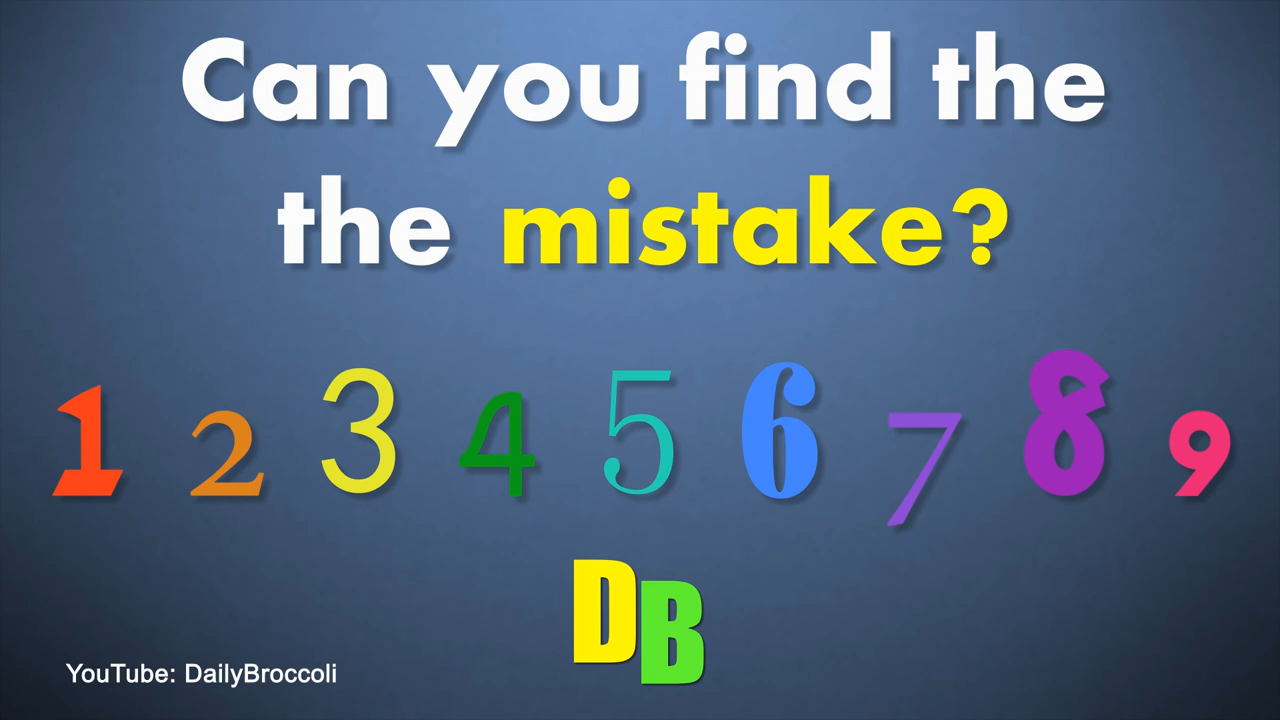 Can you find the
the mistake?
1 2 3 4 5 6 7 8 9
DB
YouTube: DailyBroccoli